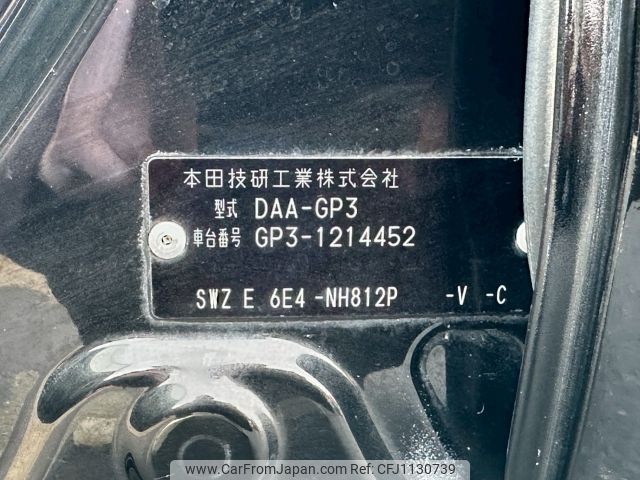 本田技研工業株式会社
型式 DAA-GP3
車台番号 GP3-1214452
SWZ E 6E4 -NH812P -V -C
www.CarFromJapan.com | Ref. No. CFJ1130739